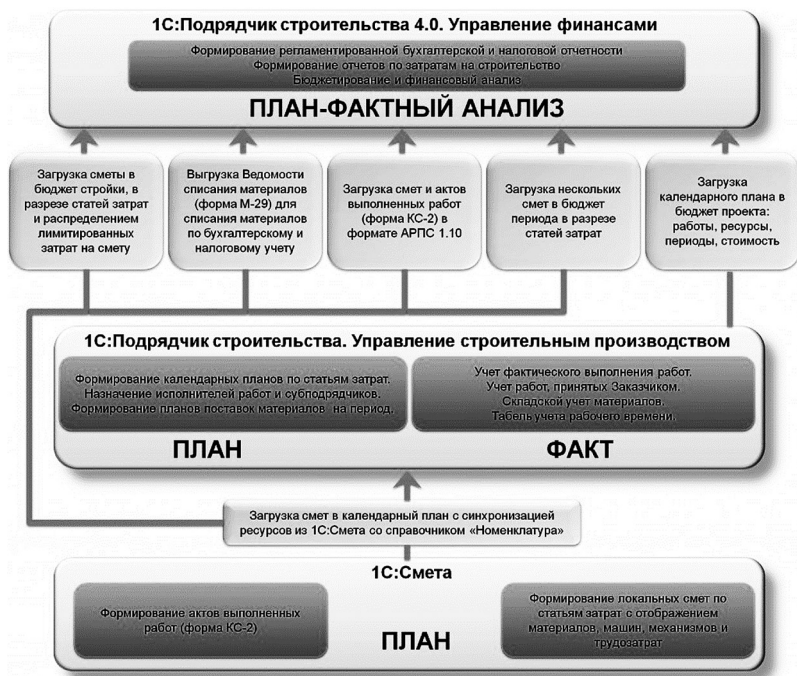 1С:Подрядчик строительства 4.0. Управление финансами
Формирование регламентированной бухгалтерской и налоговой отчетности
Формирование отчетов по затратам на строительство
Бюджетирование и финансовый анализ
ПЛАН-ФАКТНЫЙ АНАЛИЗ
Загрузка сметы в
бюджет стройки, в
разрезе статей затрат
и распределением
лимитированных
затрат на смету
Выгрузка Ведомости
списания материалов
(форма М-29) для
списания материалов
по бухгалтерскому и
налоговому учету
Загрузка смет и актов
выполненных работ
(форма КС-2) в
формате АРПС 1.10
Загрузка нескольких
смет в бюджет
периода в разрезе
статей затрат
Загрузка
календарного плана в
бюджет проекта:
работы, ресурсы,
периоды, стоимость
1С:Подрядчик строительства. Управление строительным производством
Формирование календарных планов по статьям затрат.
Назначение исполнителей работ и субподрядчиков.
Формирование планов поставок материалов на период.
ПЛАН
Учет фактического выполнения работ.
Учет работ, принятых Заказчиком.
Складской учет материалов.
Табель учета рабочего времени.
ФАКТ
Загрузка смет в календарный план с синхронизацией
ресурсов из 1С:Смета со справочником «Номенклатура»
1С:Смета
Формирование актов выполненных
работ (форма КС-2)
ПЛАН
Формирование локальных смет по
статьям затрат с отображением
материалов, машин, механизмов и
трудозатрат